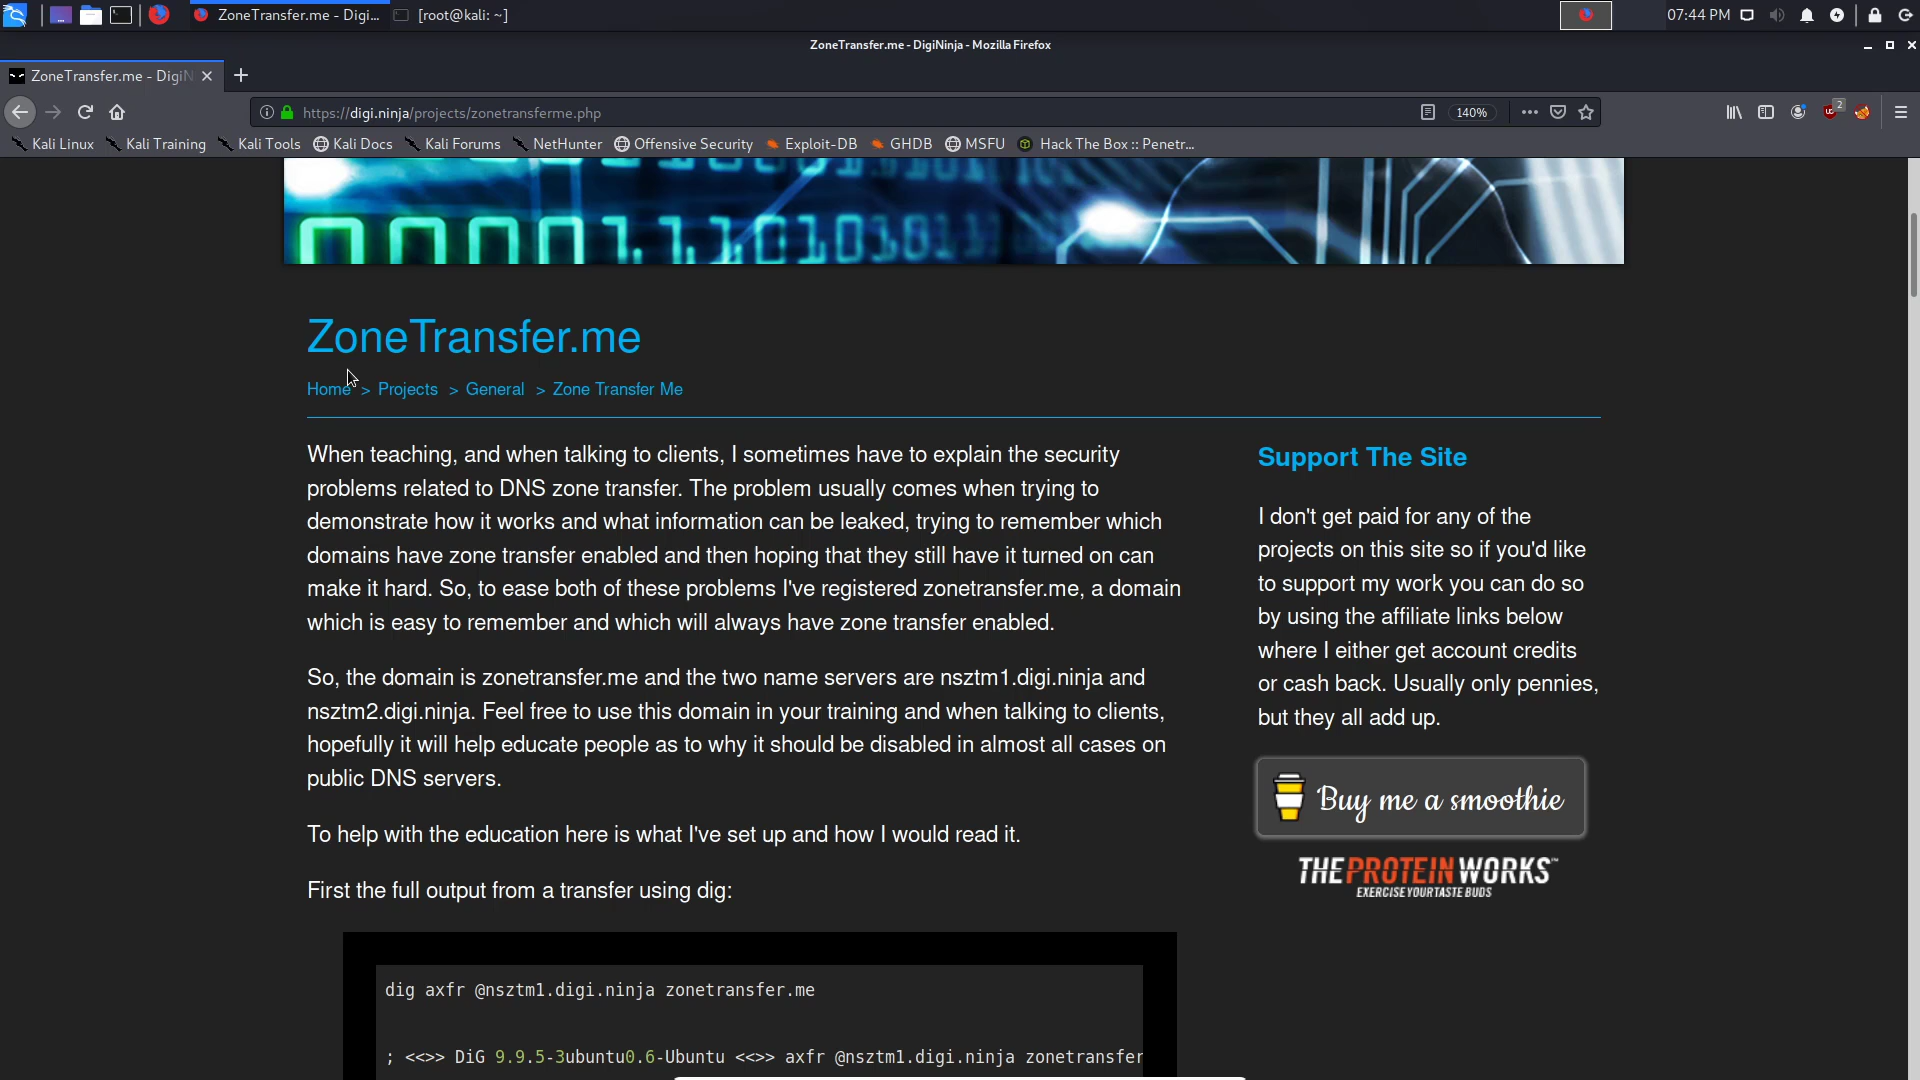 ZoneTransfer.me - Digi...
[root@kali: ~]
07:44 PM
ZoneTransfer.me - DigiNinja - Mozilla Firefox
ZoneTransfer.me - DigiN
https://digi.ninja/projects/zonetransferme.php
140%
2
Kali Linux
Kali Training
Kali Tools
Kali Docs
Kali Forums
NetHunter
Offensive Security
Exploit-DB
GHDB
MSFU
Hack The Box :: Penetr...
ZoneTransfer.me
Home > Projects > General > Zone Transfer Me
When teaching, and when talking to clients, I sometimes have to explain the security
problems related to DNS zone transfer. The problem usually comes when trying to
demonstrate how it works and what information can be leaked, trying to remember which
domains have zone transfer enabled and then hoping that they still have it turned on can
make it hard. So, to ease both of these problems I've registered zonetransfer.me, a domain
which is easy to remember and which will always have zone transfer enabled.
So, the domain is zonetransfer.me and the two name servers are nsztm1.digi.ninja and
nsztm2.digi.ninja. Feel free to use this domain in your training and when talking to clients,
hopefully it will help educate people as to why it should be disabled in almost all cases on
public DNS servers.
To help with the education here is what I've set up and how I would read it.
First the full output from a transfer using dig:
dig axfr @nsztm1.digi.ninja zonetransfer.me
; <<>> DiG 9.9.5-3ubuntu0.6-Ubuntu <<>> axfr @nsztm1.digi.ninja zonetransfer
Support The Site
I don't get paid for any of the
projects on this site so if you'd like
to support my work you can do so
by using the affiliate links below
where I either get account credits
or cash back. Usually only pennies,
but they all add up.
Buy me a smoothie
THE PROTEIN WORKS™
EXERCISE YOUR TASTE BUDS